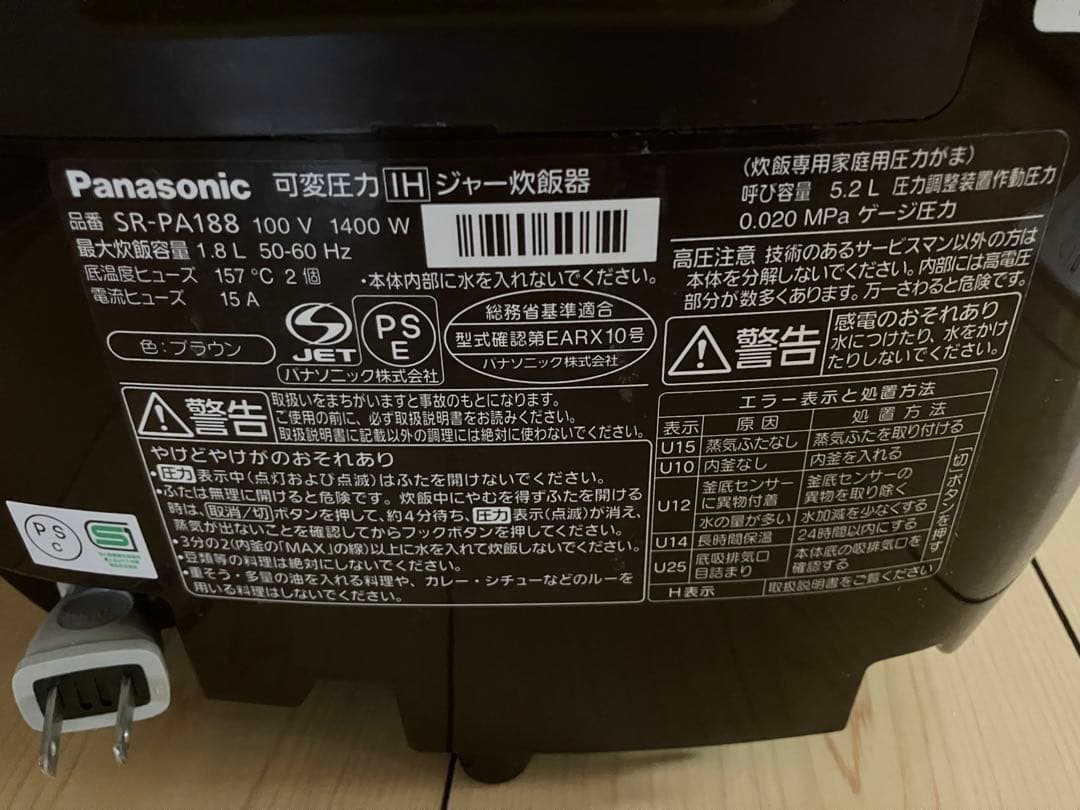 Panasonic 可変圧力 IH ジャー炊飯器
品番 SR-PA188 100 V 1400 W
最大炊飯容量 1.8 L 50-60 Hz
低温度ヒューズ 157 ℃ 2 個
電流ヒューズ 15 A
・本体内部に水を入れないでください。
色：ブラウン
S
JET
PS
E
パナソニック株式会社
総務省基準適合
型式確認第EARX10号
パナソニック株式会社
(炊飯専用家庭用圧力がま)
呼び容量 5.2 L 圧力調整装置作動圧力
0.020 MPa ゲージ圧力
高圧注意 技術のあるサービスマン以外の方は
本体を分解しないでください。内部には高電圧
部分が数多くあります。万一さわると危険です。
警告 感電のおそれあり
水につけたり、水をかけ
たりしないでください。
警告 取扱いをまちがいますと事故のもとになります。
ご使用の前に、必ず取扱説明書をお読みください。
取扱説明書に記載以外の調理には絶対に使わないでください。
やけどやけがのおそれあり
・圧力表示中(点灯および点滅)はふたを開けないでください。
・ふたは無理に開けると危険です。炊飯中にやむを得ずふたを開ける
時は、取消/切ボタンを押して、約4分待ち、圧力表示(点滅)が消え、
蒸気が出ないことを確認してからフックボタンを押してください。
・3分の2(内釜の「MAX」の線)以上に水を入れて炊飯しないでください。
・豆類等の料理は絶対にしないでください。
・重そう・多量の油を入れる料理や、カレー・シチューなどのルーを
用いる料理はしないでください。
エラー表示と処置方法
表示 原因 処置方法
U15 蒸気ふたなし 蒸気ふたを取り付ける
U10 内釜なし 内釜を入れる
U12 釜底センサーに異物付着 釜底センサーの異物を取り除く
水の量が多い 水加減を少なくする
U14 長時間保温 24時間以内にする
U25 底吸排気口目詰まり 本体底の吸排気口を確認する
切ボタンを押す
H表示 取扱説明書をご覧ください
PS
C